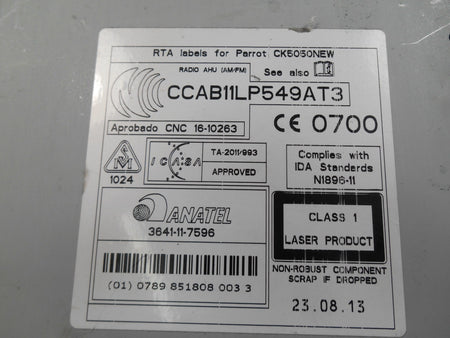 RTA labels for Parrot CK5050NEW
RADIO AHU (AM/FM)
See also
CCAB11LP549AT3
Aprobado CNC 16-10263
CE 0700
1024
ICASA
TA-2011/993
APPROVED
Complies with
IDA Standards
N1896-11
ANATEL
3641-11-7596
(01) 0789 851808 003 3
CLASS 1
LASER PRODUCT
NON-ROBUST COMPONENT
SCRAP IF DROPPED
23.08.13